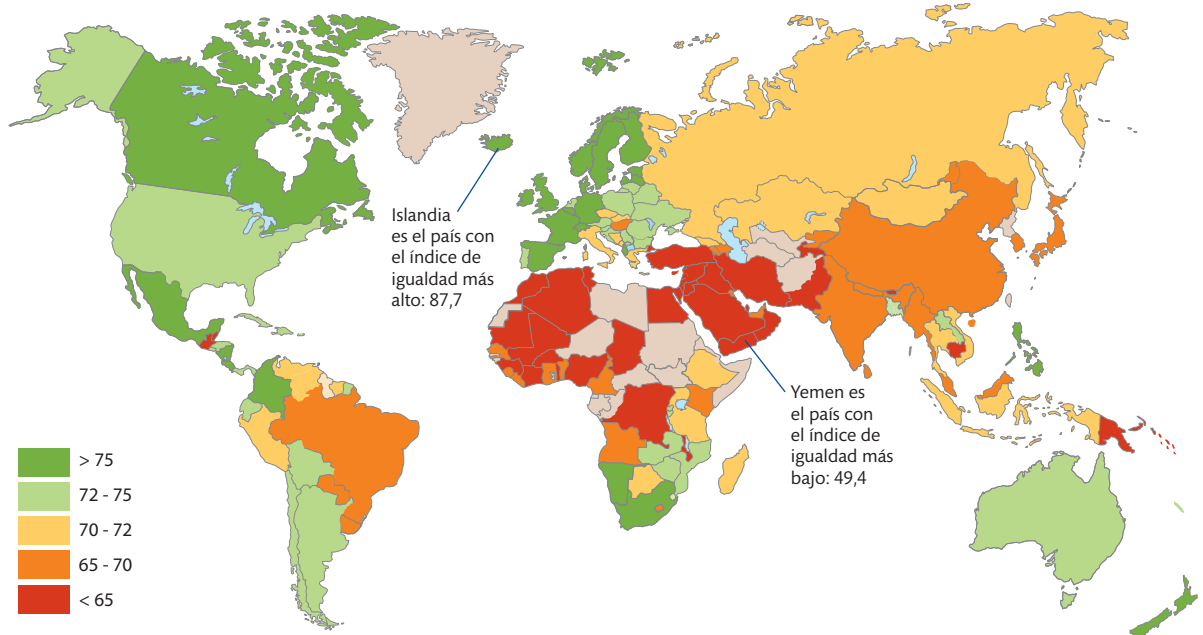 Islandia
es el país con
el índice de
igualdad más
alto: 87,7
Yemen es
el país con
el índice de
igualdad más
bajo: 49,4
> 75
72 - 75
70 - 72
65 - 70
< 65